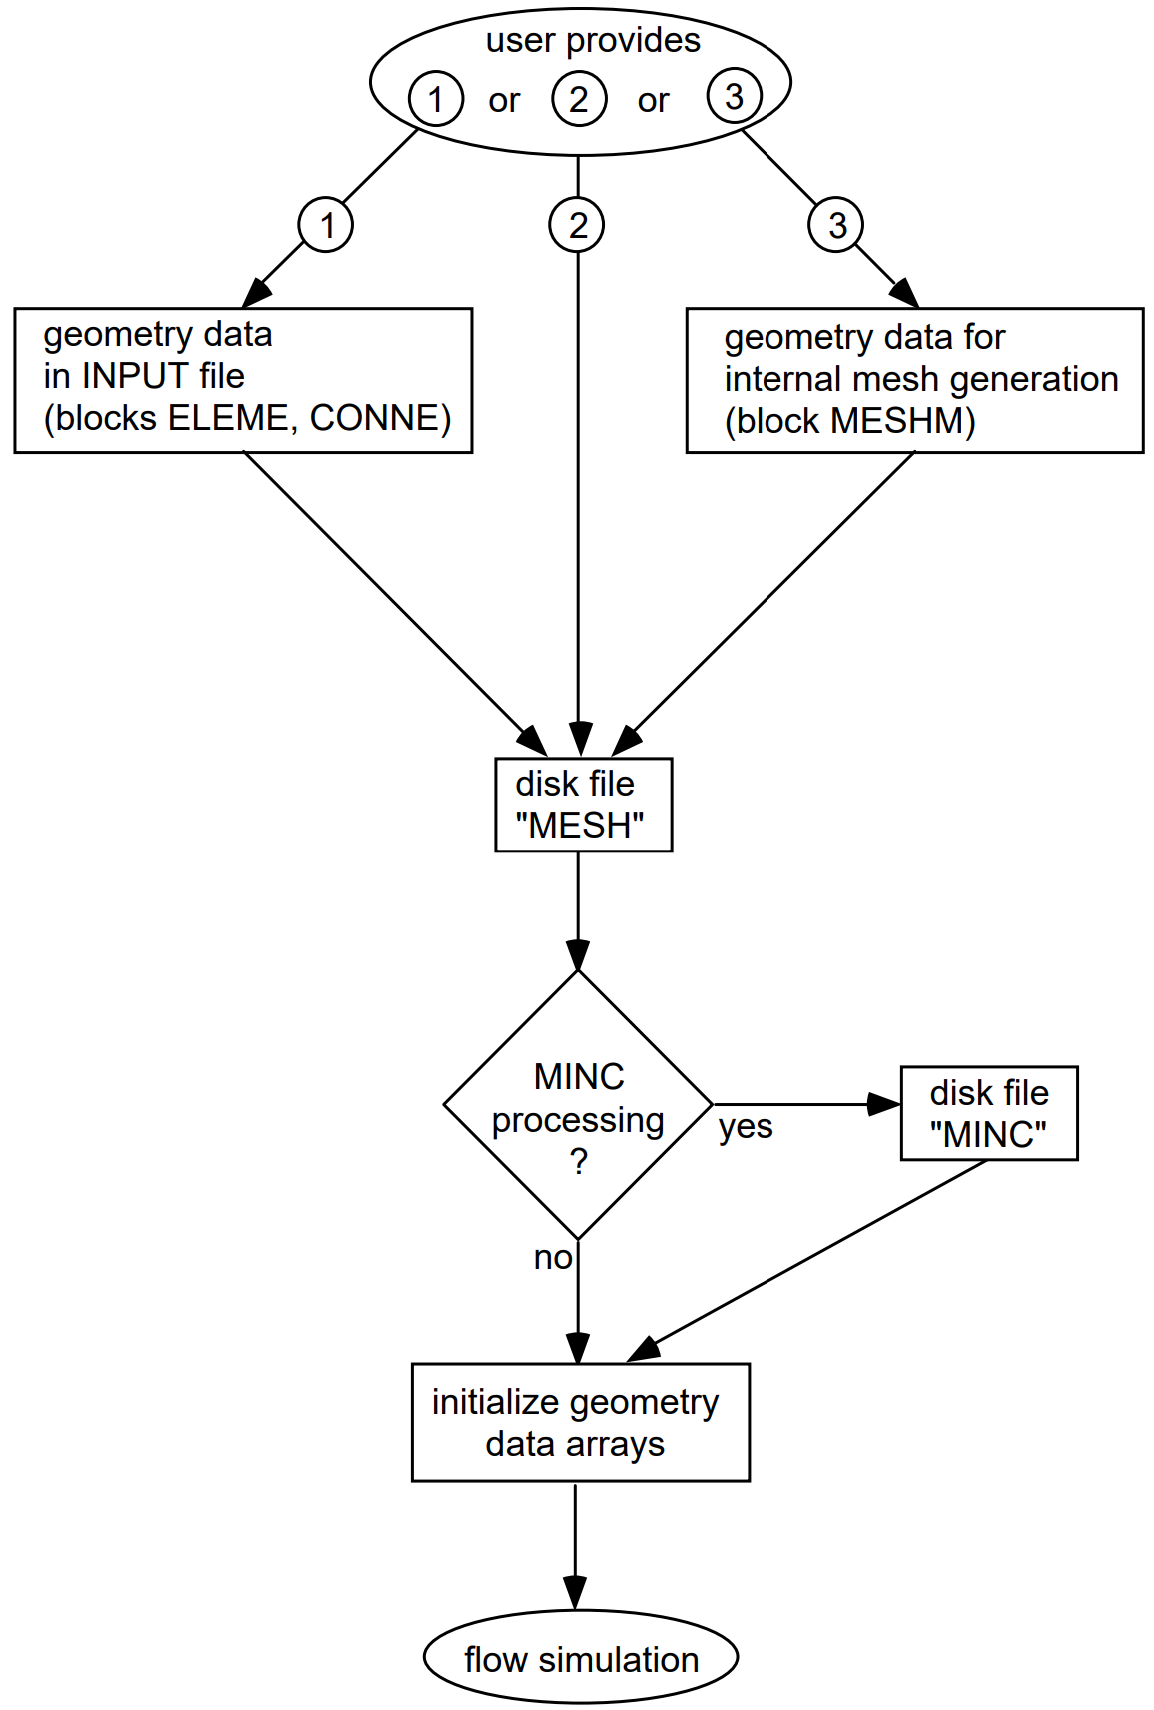 user provides
1 or 2 or 3
1
2
3
geometry data
in INPUT file
(blocks ELEME, CONNE)
geometry data for
internal mesh generation
(block MESHM)
disk file
"MESH"
MINC
processing
?
yes
disk file
"MINC"
no
initialize geometry
data arrays
flow simulation